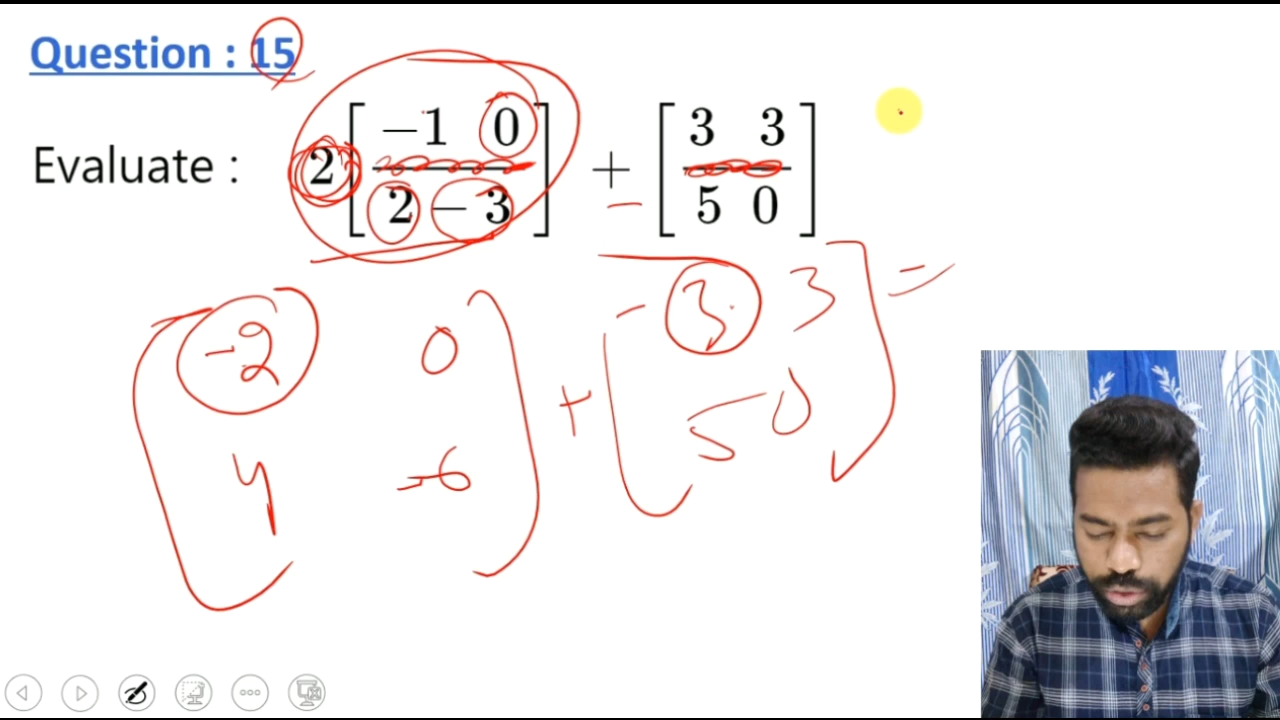 Question : 15
Evaluate : 2 [ -1 0 ] + [ 3 3 ]
2 - 3 5 0
-2 0 + - 3 3 =
4 -6 5 0